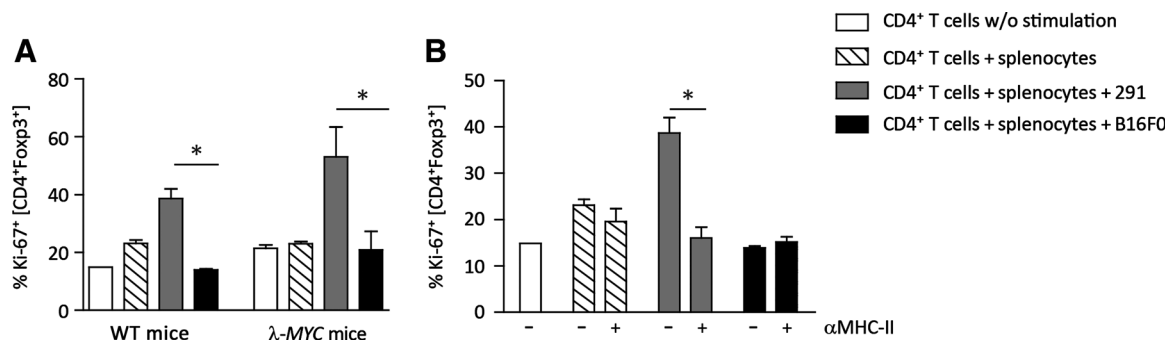 A
% Ki-67⁺ [CD4⁺Foxp3⁺]
80
60
40
20
0
*
*
WT mice
λ-MYC mice
B
% Ki-67⁺ [CD4⁺Foxp3⁺]
50
40
30
20
10
0
*
- - + - + - + αMHC-II
CD4⁺ T cells w/o stimulation
CD4⁺ T cells + splenocytes
CD4⁺ T cells + splenocytes + 291
CD4⁺ T cells + splenocytes + B16F0